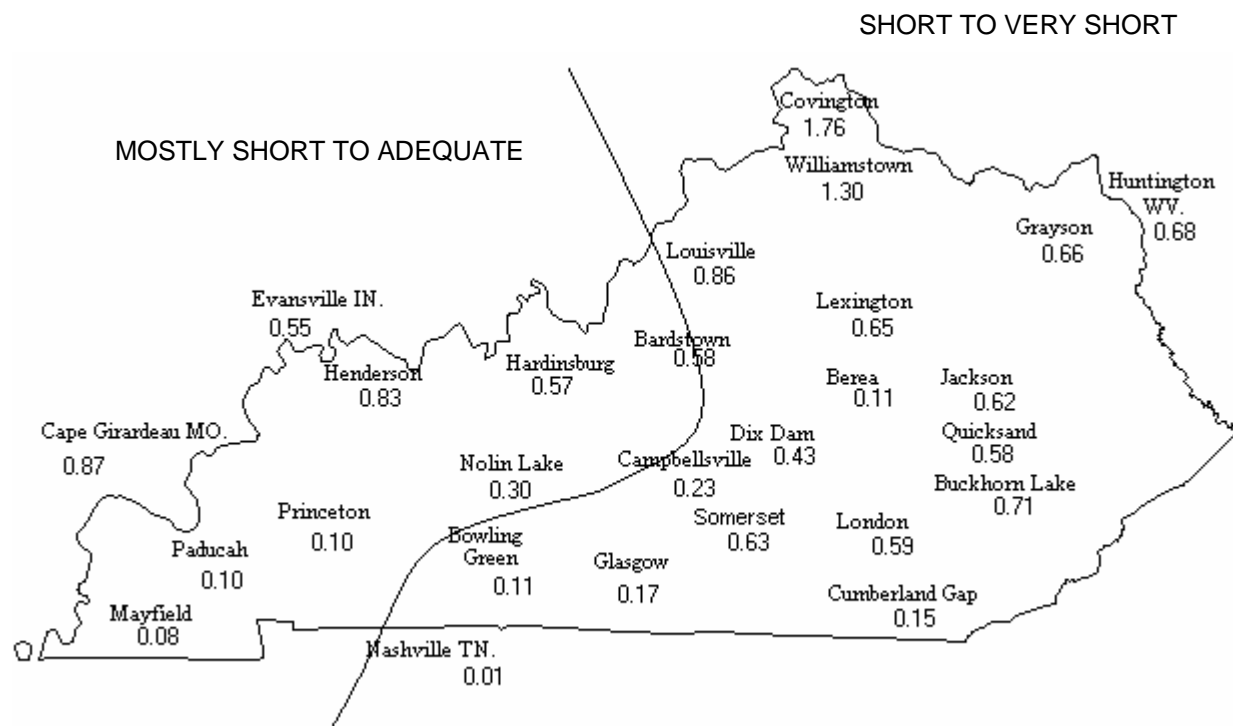 SHORT TO VERY SHORT
Covington
1.76
MOSTLY SHORT TO ADEQUATE
Williamstown
1.30
Huntington
WV.
0.68
Grayson
0.66
Louisville
0.86
Evansville IN.
0.55
Lexington
0.65
Bardstown
0.58
Hardinsburg
0.57
Henderson
0.83
Berea
0.11
Jackson
0.62
Cape Girardeau MO.
0.87
Dix Dam
0.43
Quicksand
0.58
Nolin Lake
0.30
Campbellsville
0.23
Buckhorn Lake
0.71
Princeton
0.10
Somerset
0.63
London
0.59
Paducah
0.10
Bowling
Green
0.11
Glasgow
0.17
Cumberland Gap
0.15
Mayfield
0.08
Nashville TN.
0.01